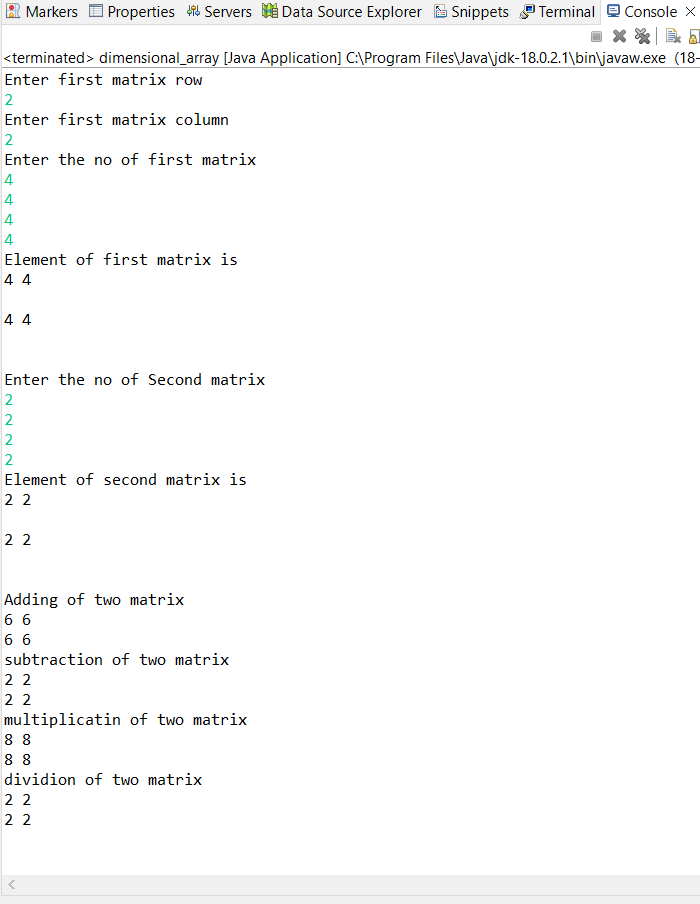 Markers Properties Servers Data Source Explorer Snippets Terminal Console
<terminated> dimensional_array [Java Application] C:\Program Files\Java\jdk-18.0.2.1\bin\javaw.exe (18-
Enter first matrix row
2
Enter first matrix column
2
Enter the no of first matrix
4
4
4
4
Element of first matrix is
4 4
4 4
Enter the no of Second matrix
2
2
2
2
Element of second matrix is
2 2
2 2
Adding of two matrix
6 6
6 6
subtraction of two matrix
2 2
2 2
multiplicatin of two matrix
8 8
8 8
dividion of two matrix
2 2
2 2